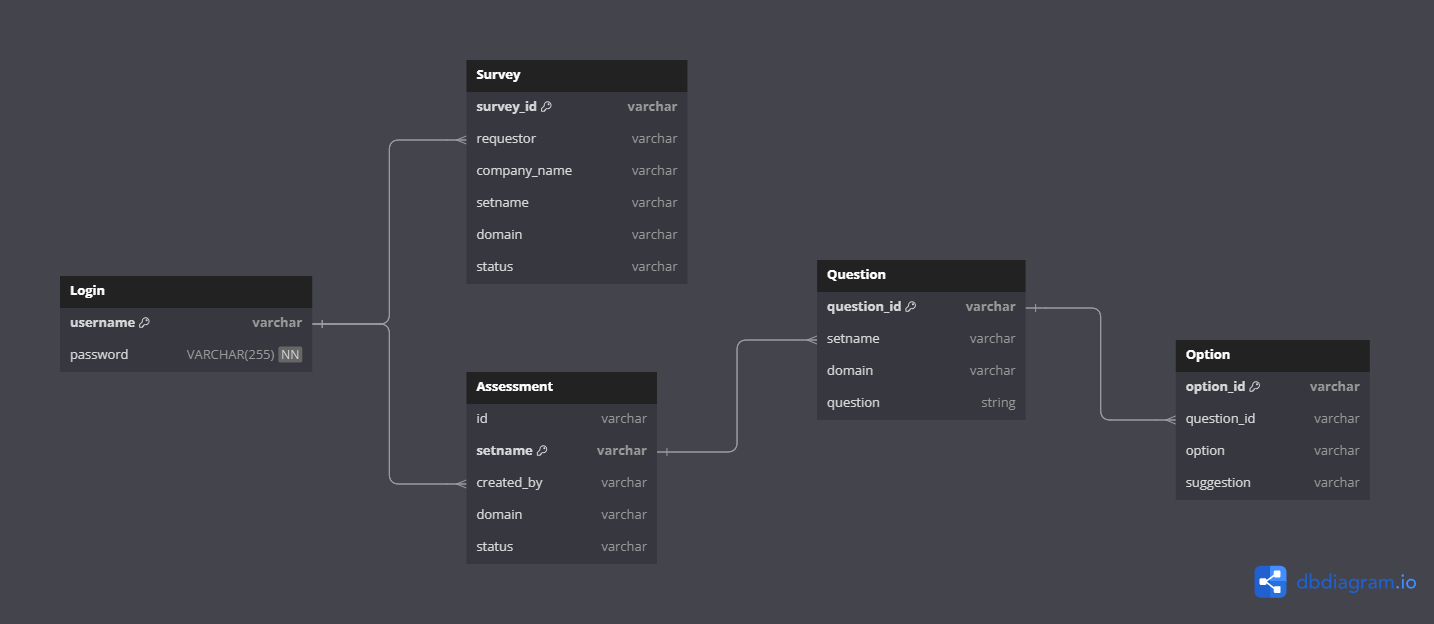 Survey
survey_id varchar
requestor varchar
company_name varchar
setname varchar
domain varchar
status varchar
Login
username varchar
password VARCHAR(255) NN
Assessment
id varchar
setname varchar
created_by varchar
domain varchar
status varchar
Question
question_id varchar
setname varchar
domain varchar
question string
Option
option_id varchar
question_id varchar
option varchar
suggestion varchar
dbdiagram.io